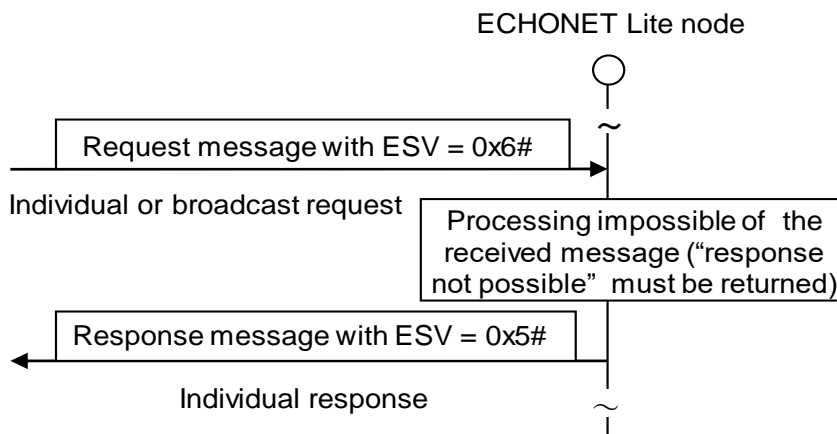 ECHONET Lite node
Request message with ESV = 0x6#
Individual or broadcast request
Processing impossible of the
received message (“response
not possible” must be returned)
Response message with ESV = 0x5#
Individual response